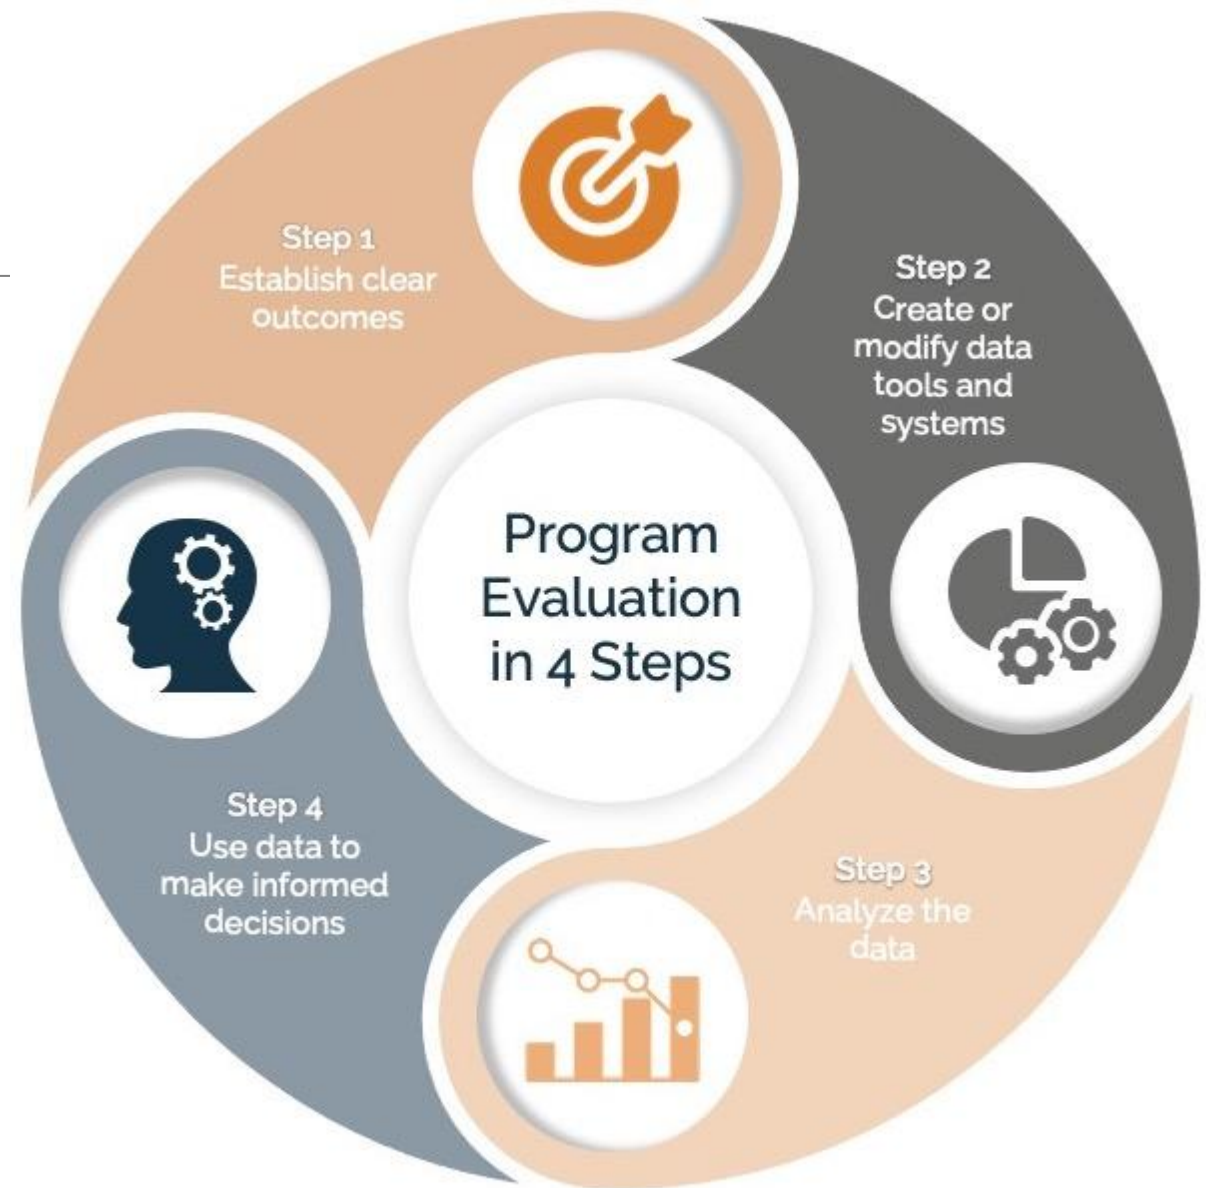 Step 1
Establish clear
outcomes
Step 2
Create or
modify data
tools and
systems
Program
Evaluation
in 4 Steps
Step 4
Use data to
make informed
decisions
Step 3
Analyze the
data